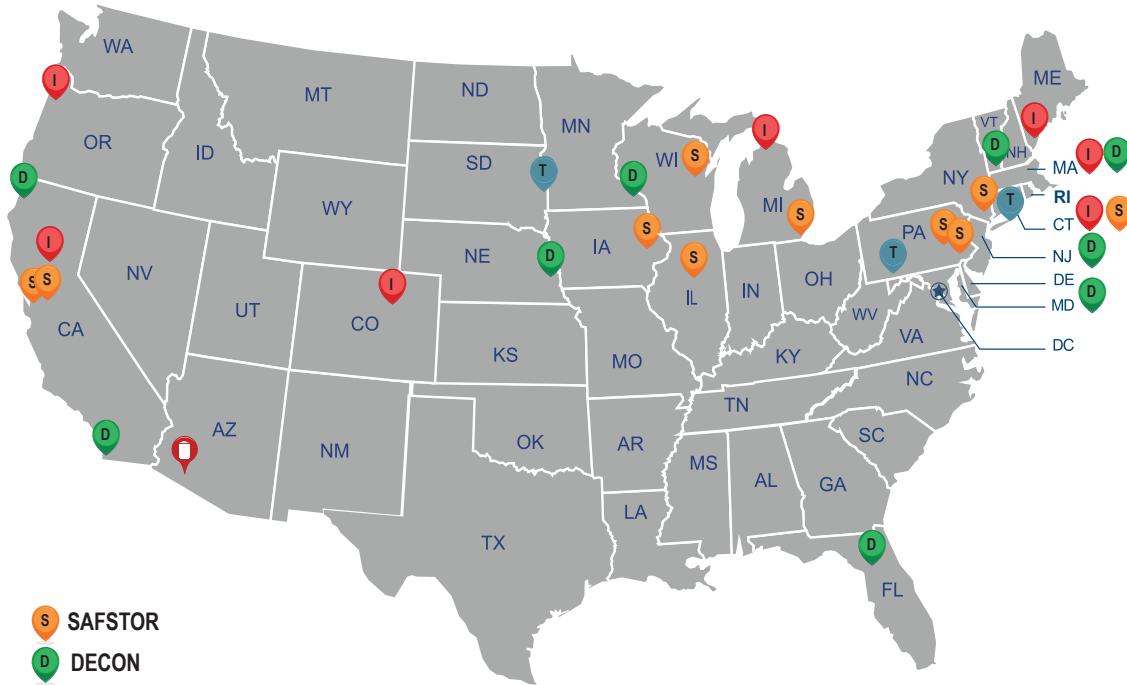 WA
ME
I
MT
ND
MN
VT
I
OR
I
D
NH
ID
SD
WI
S
MA
I
D
T
D
D
NY
S
T
RI
WY
MI
S
CT
I
S
IA
S
PA
S
S
I
NE
D
NJ
D
NV
S
T
S
S
I
OH
DE
UT
IL
IN
MD
D
CA
CO
WV
VA
DC
KS
MO
KY
NC
TN
AZ
OK
AR
SC
D
NM
MS
AL
GA
LA
TX
D
FL
S SAFSTOR
D DECON